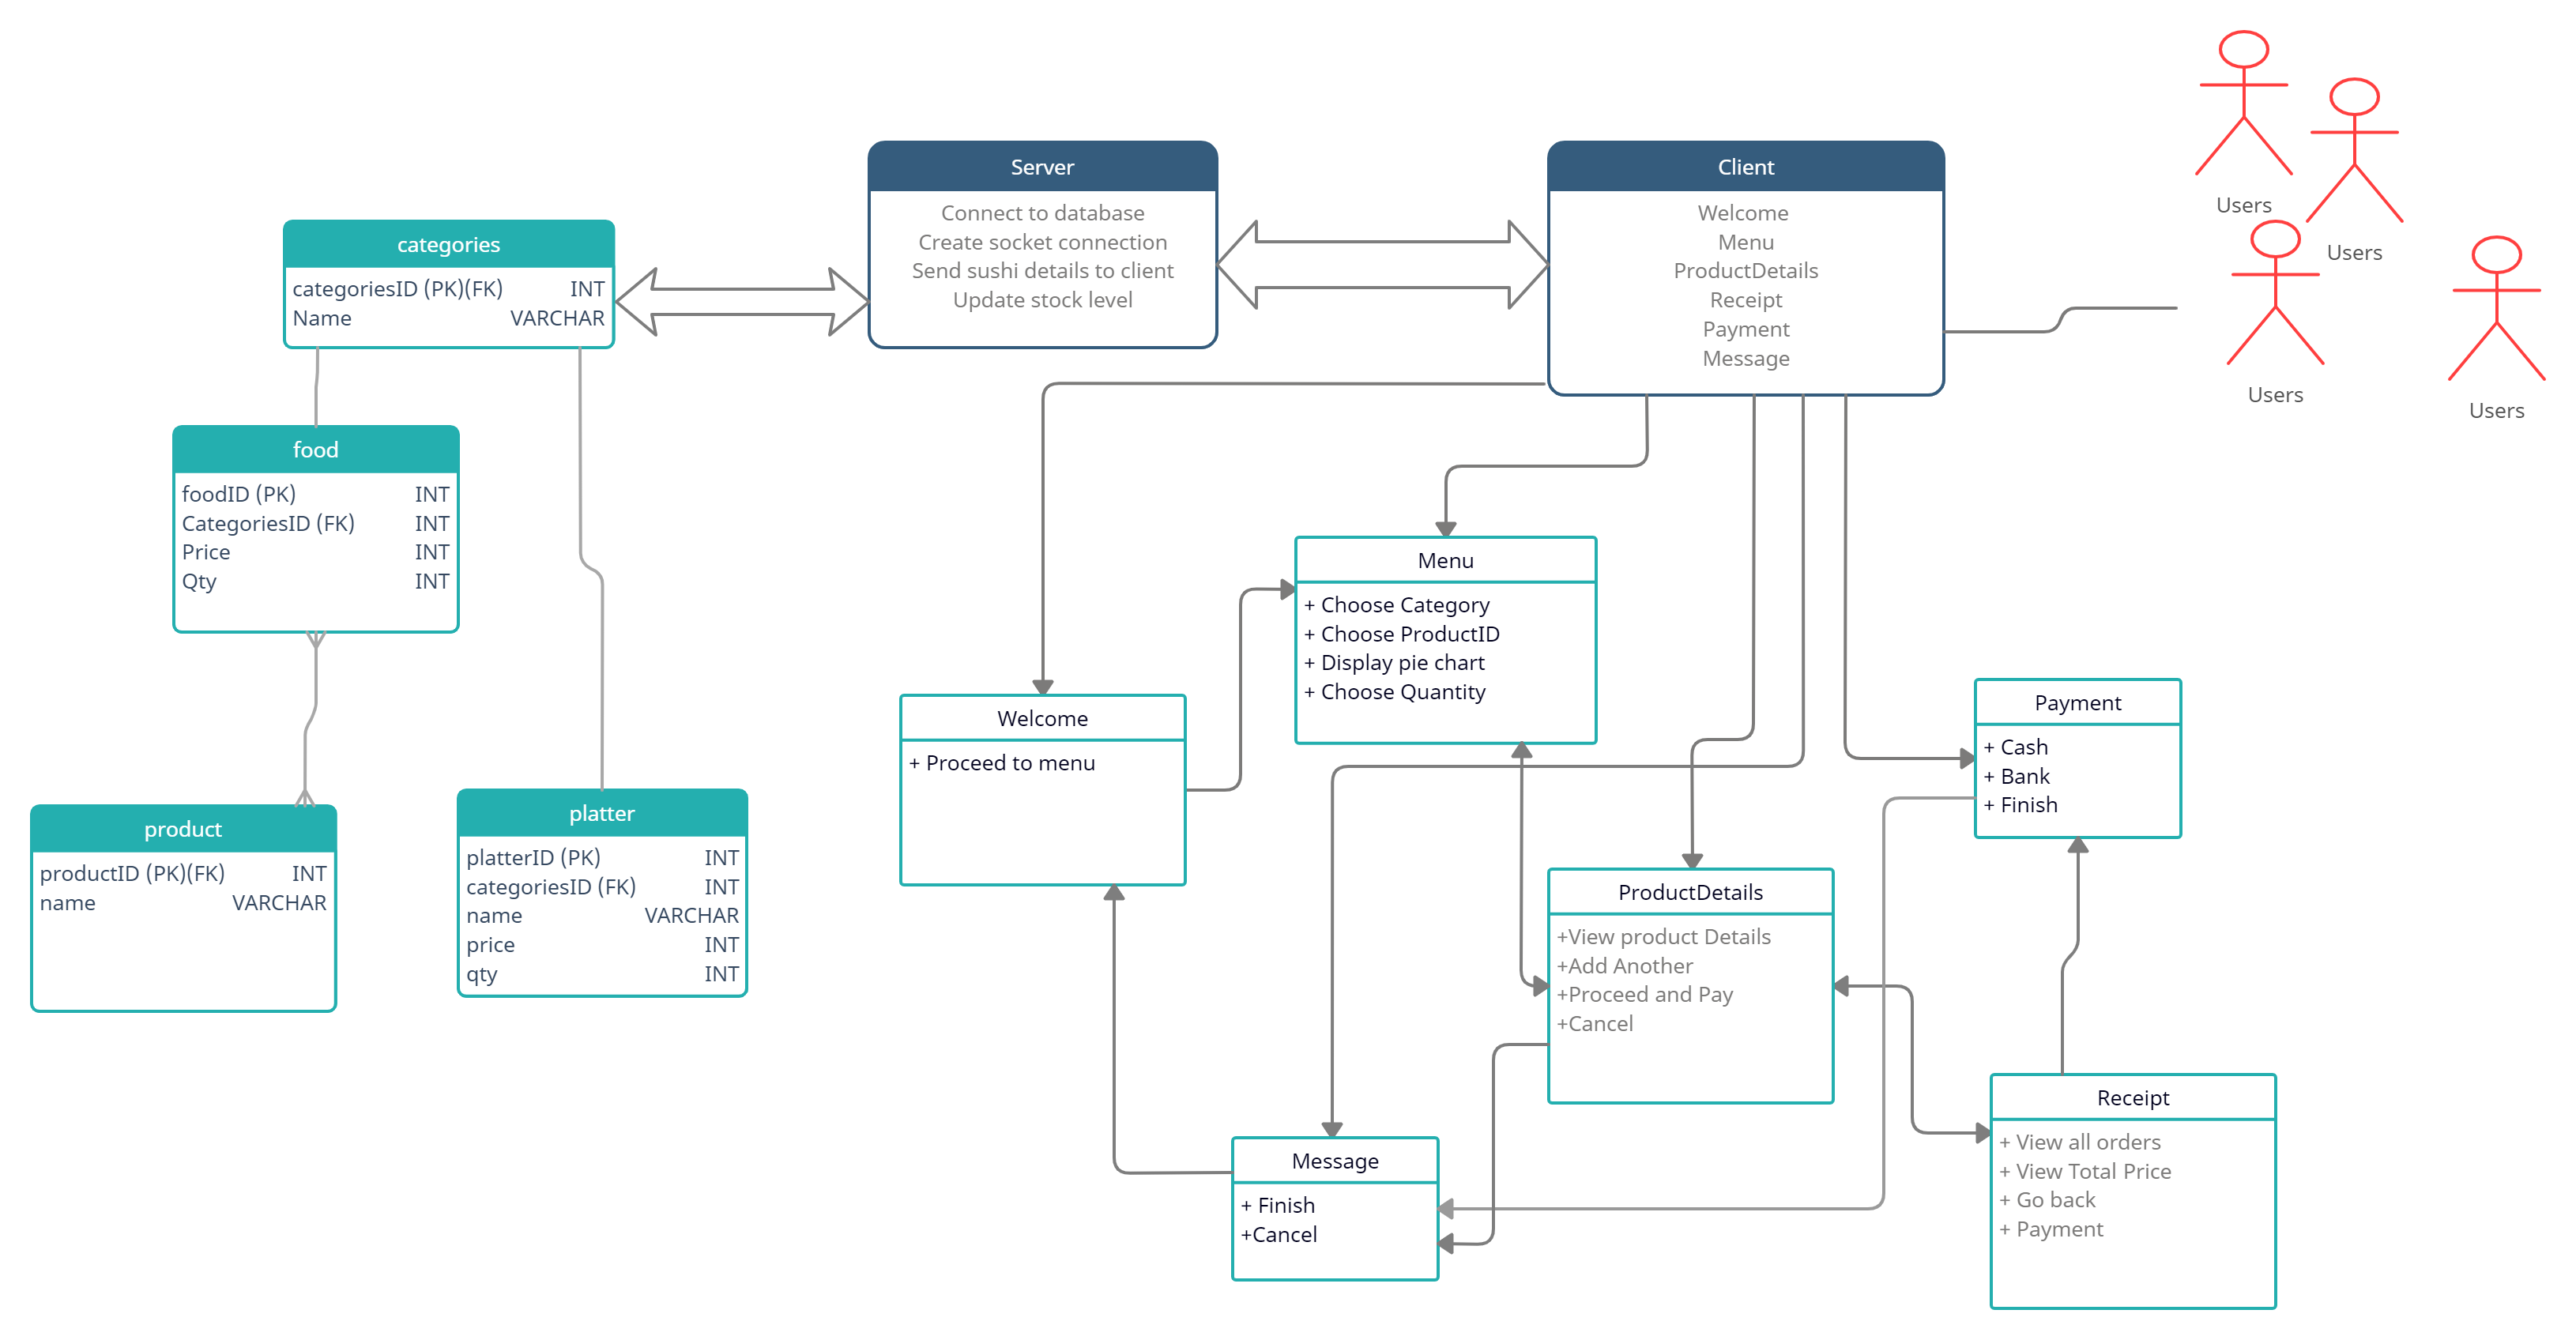 Users
Users
Users
Users
Server
Connect to database
Create socket connection
Send sushi details to client
Update stock level
Client
Welcome
Menu
ProductDetails
Receipt
Payment
Message
categories
categoriesID (PK)(FK) INT
Name VARCHAR
food
foodID (PK) INT
CategoriesID (FK) INT
Price INT
Qty INT
product
productID (PK)(FK) INT
name VARCHAR
platter
platterID (PK) INT
categoriesID (FK) INT
name VARCHAR
price INT
qty INT
Welcome
+ Proceed to menu
Menu
+ Choose Category
+ Choose ProductID
+ Display pie chart
+ Choose Quantity
Payment
+ Cash
+ Bank
+ Finish
ProductDetails
+View product Details
+Add Another
+Proceed and Pay
+Cancel
Message
+ Finish
+Cancel
Receipt
+ View all orders
+ View Total Price
+ Go back
+ Payment